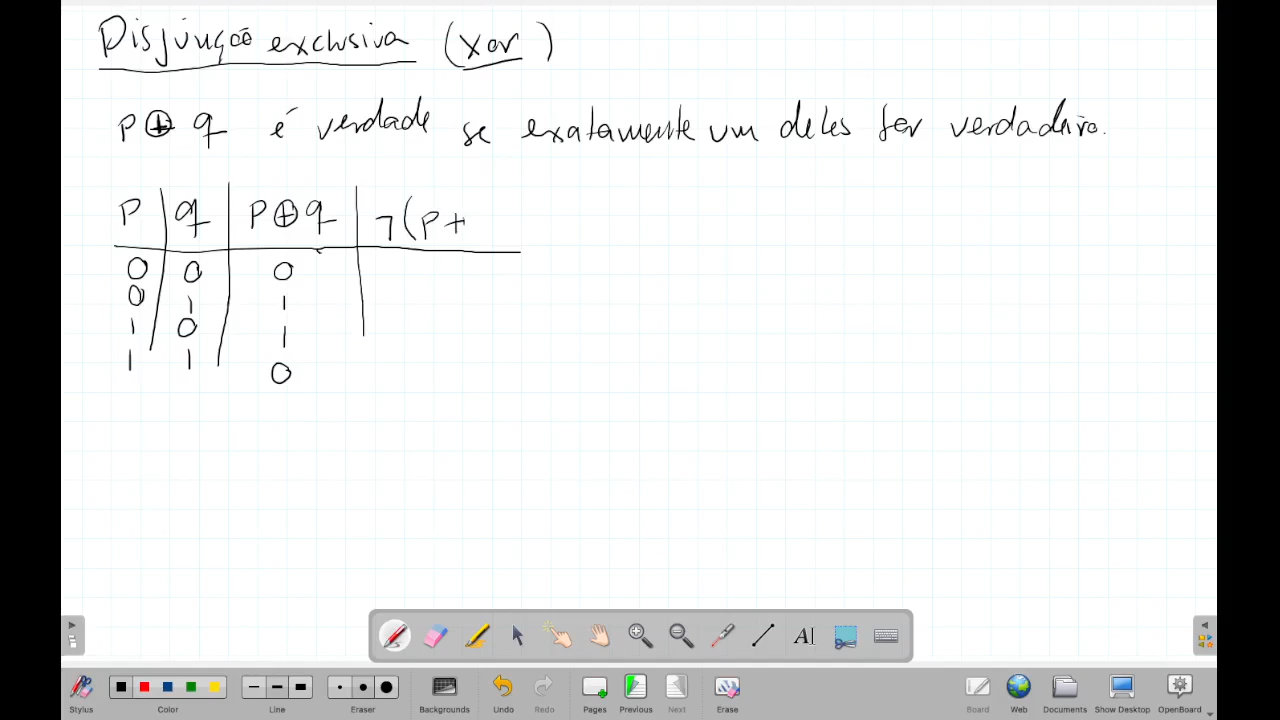 Disjunção exclusiva (xor)
p ⊕ q é verdade se exatamente um deles for verdadeiro.
p q p ⊕ q ¬(p +
0 0 0
0 1 1
1 0 1
1 1 0
AI
Stylus Color Line Eraser Backgrounds Undo Redo Pages Previous Next Erase Board Web Documents Show Desktop OpenBoard